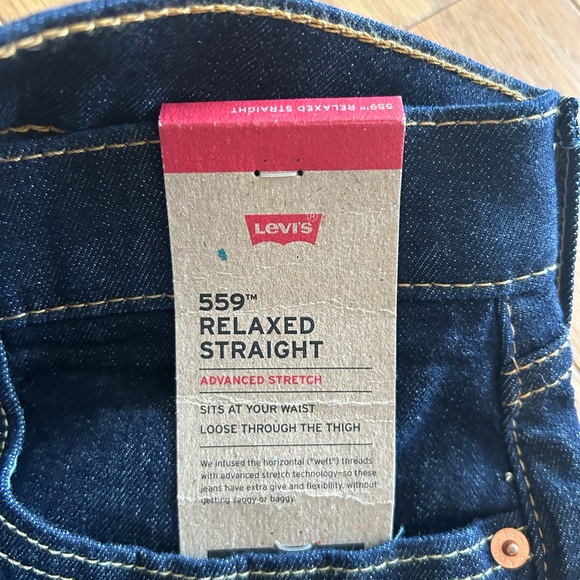 559™ RELAXED STRAIGHT
LEVI'S®
559™
RELAXED
STRAIGHT
ADVANCED STRETCH
SITS AT YOUR WAIST
LOOSE THROUGH THE THIGH
We infused the horizontal ("weft") threads
with advanced stretch technology—so these
jeans have extra give and flexibility, without
getting saggy or baggy.